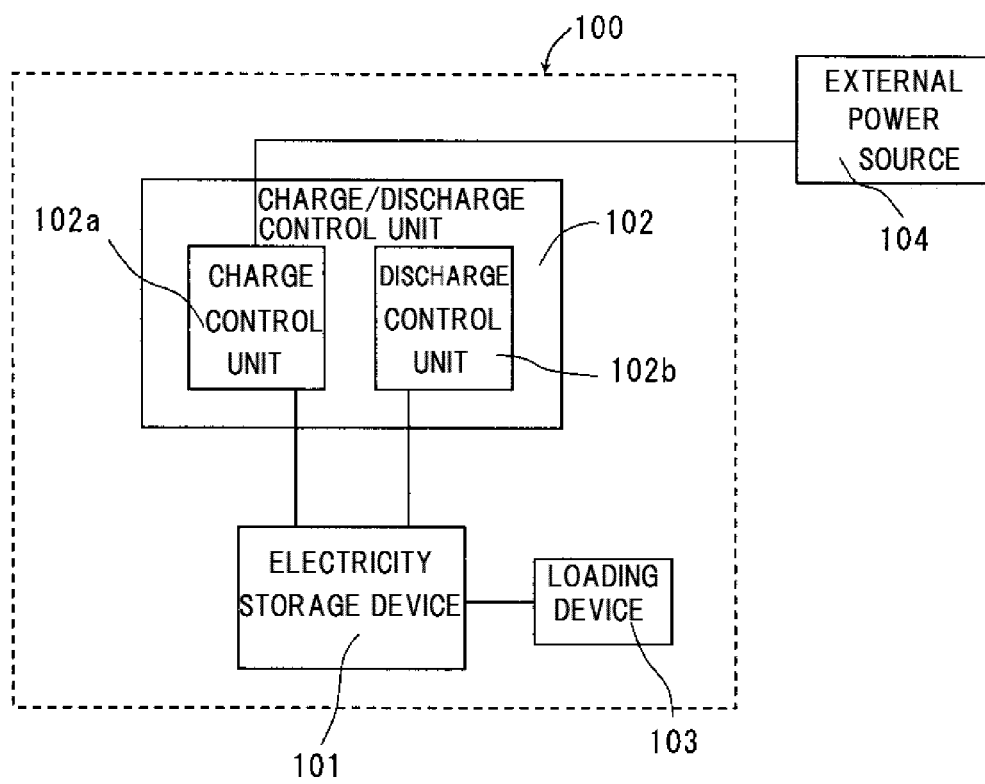 100
EXTERNAL
POWER
SOURCE
104
CHARGE/DISCHARGE
CONTROL UNIT
102
102a
CHARGE
CONTROL
UNIT
DISCHARGE
CONTROL
UNIT
102b
ELECTRICITY
STORAGE DEVICE
101
LOADING
DEVICE
103